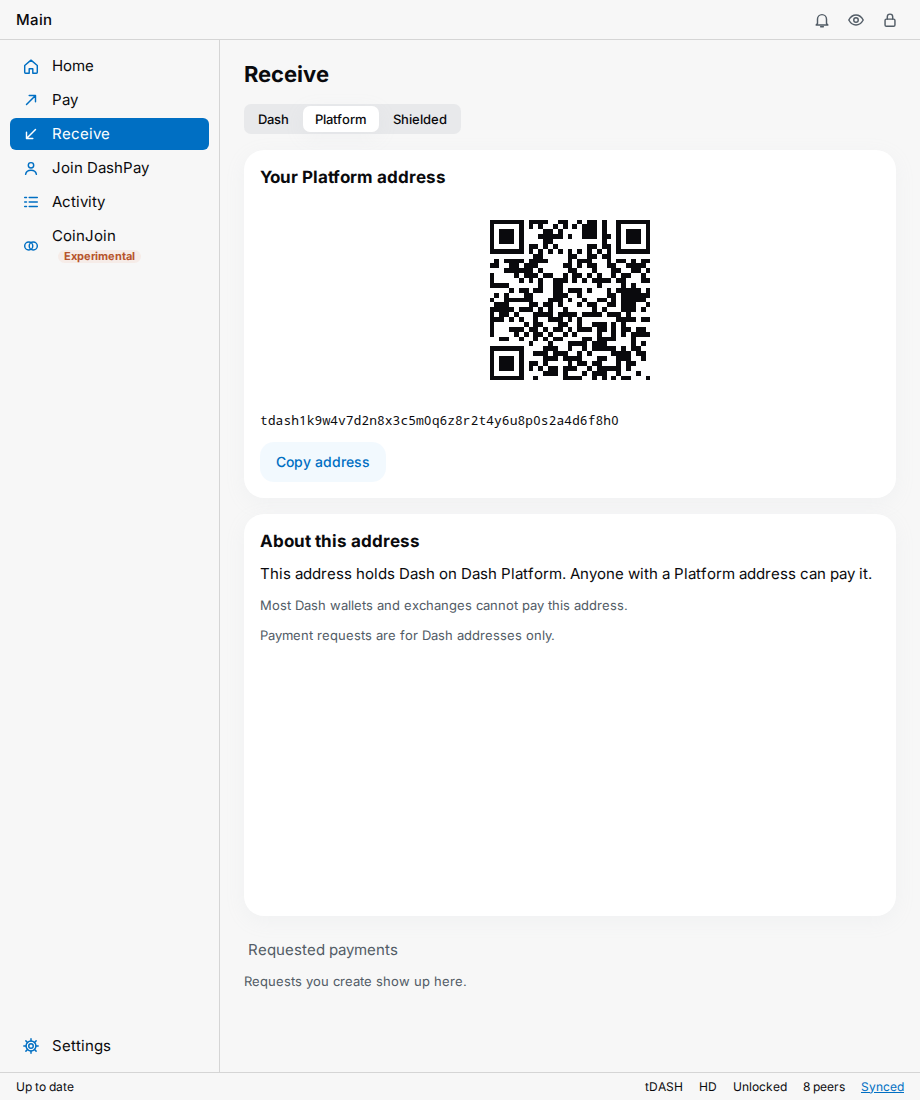 Main
Home
Pay
Receive
Join DashPay
Activity
CoinJoin
Experimental
Settings
Receive
Dash Platform Shielded
Your Platform address
tdash1k9w4v7d2n8x3c5m0q6z8r2t4y6u8p0s2a4d6f8h0
Copy address
About this address
This address holds Dash on Dash Platform. Anyone with a Platform address can pay it.
Most Dash wallets and exchanges cannot pay this address.
Payment requests are for Dash addresses only.
Requested payments
Requests you create show up here.
Up to date
tDASH HD Unlocked 8 peers Synced